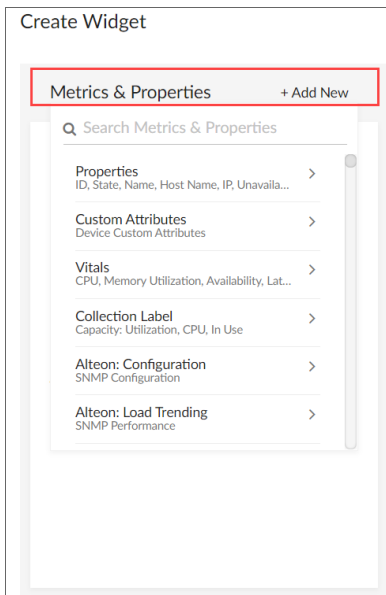 Create Widget
Metrics & Properties + Add New
Search Metrics & Properties
Properties
ID, State, Name, Host Name, IP, Unavaila...
Custom Attributes
Device Custom Attributes
Vitals
CPU, Memory Utilization, Availability, Lat...
Collection Label
Capacity: Utilization, CPU, In Use
Alteon: Configuration
SNMP Configuration
Alteon: Load Trending
SNMP Performance